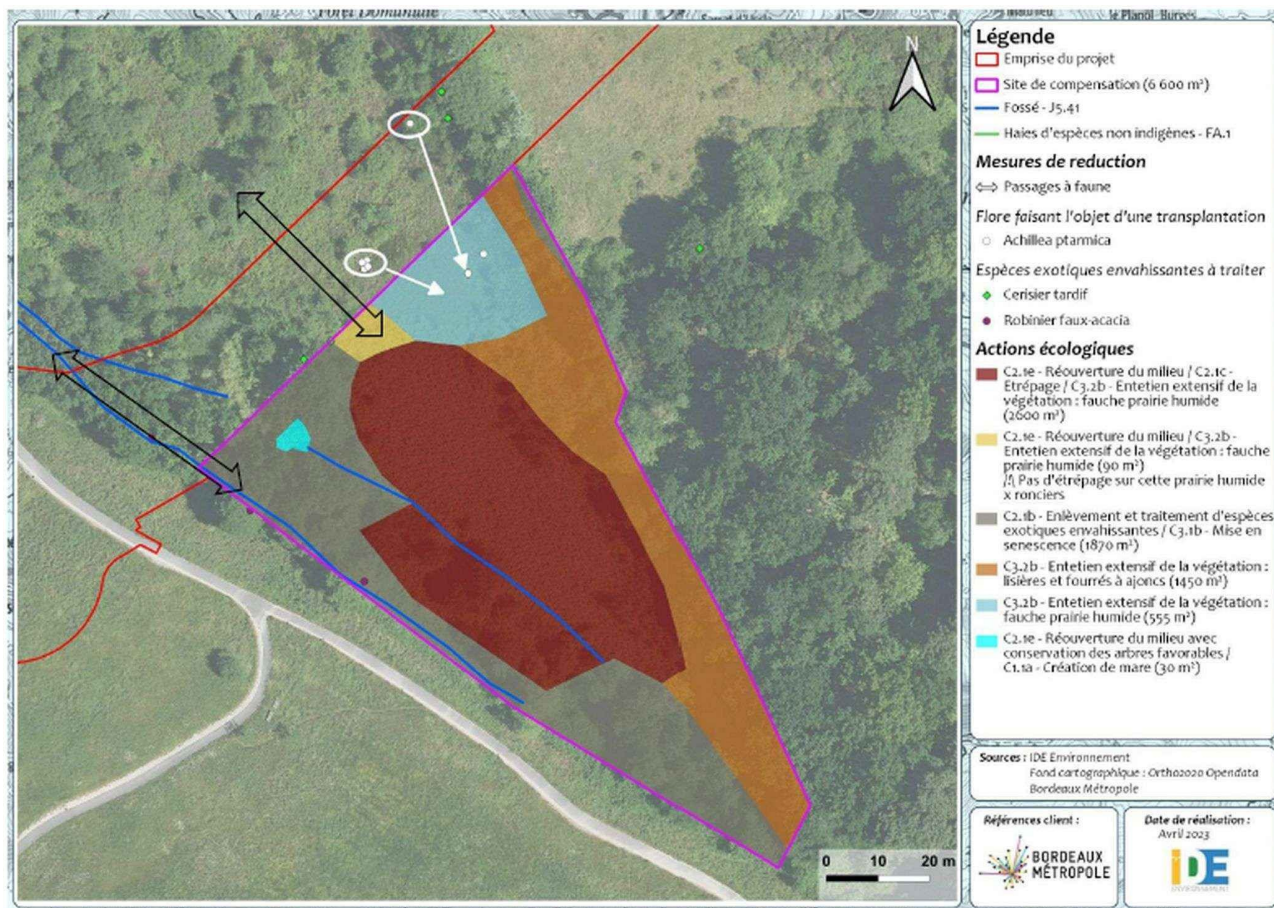 Forêt Domaniale
N
0 10 20 m
Légende
Emprise du projet
Site de compensation (6 600 m²)
Fossé - J5.41
Haies d'espèces non indigènes - FA.1
Mesures de reduction
Passages à faune
Flore faisant l'objet d'une transplantation
Achillea ptarmica
Espèces exotiques envahissantes à traiter
Cerisier tardif
Robinier faux-acacia
Actions écologiques
C2.1e - Réouverture du milieu / C2.1c -
Etrépage / C3.2b - Entretien extensif de la
végétation : fauche prairie humide
(2600 m²)
C2.1e - Réouverture du milieu / C3.2b -
Entretien extensif de la végétation : fauche
prairie humide (90 m²)
/!\ Pas d'étrépage sur cette prairie humide
x ronciers
C2.1b - Enlèvement et traitement d'espèces
exotiques envahissantes / C3.1b - Mise en
senescence (1870 m²)
C3.2b - Entretien extensif de la végétation :
lisières et fourrés à ajoncs (1450 m²)
C3.2b - Entretien extensif de la végétation :
fauche prairie humide (555 m²)
C2.1e - Réouverture du milieu avec
conservation des arbres favorables /
C1.1a - Création de mare (30 m²)
Sources : IDE Environnement
Fond cartographique : Ortho2020 Opendata
Bordeaux Métropole
Références client :
BORDEAUX
MÉTROPOLE
Date de réalisation :
Avril 2023
iDE
ENVIRONNEMENT